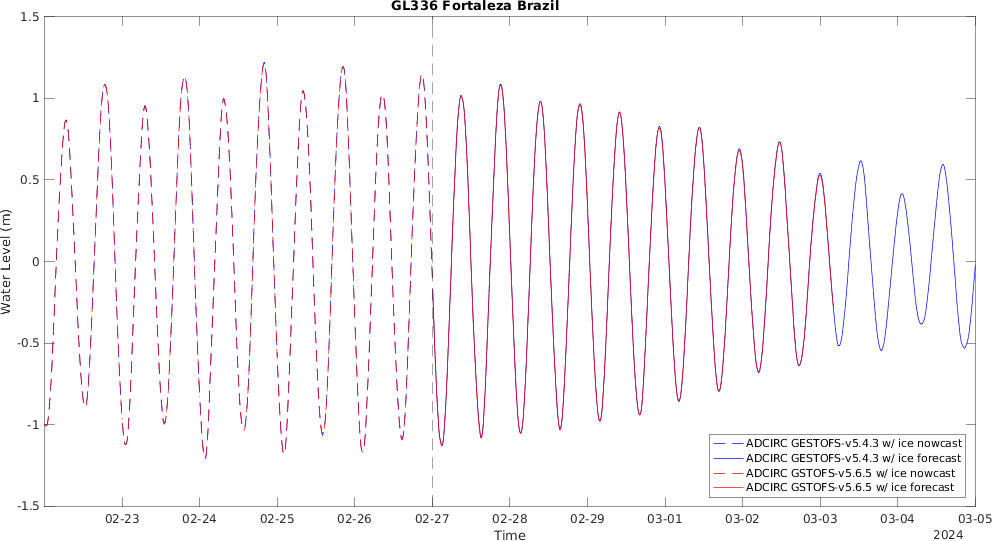 GL336 Fortaleza Brazil
1.5
1
0.5
0
-0.5
-1
-1.5
Water Level (m)
02-23
02-24
02-25
02-26
02-27
02-28
02-29
03-01
03-02
03-03
03-04
03-05
Time
2024
ADCIRC GESTOFS-v5.4.3 w/ ice nowcast
ADCIRC GESTOFS-v5.4.3 w/ ice forecast
ADCIRC GSTOFS-v5.6.5 w/ ice nowcast
ADCIRC GSTOFS-v5.6.5 w/ ice forecast